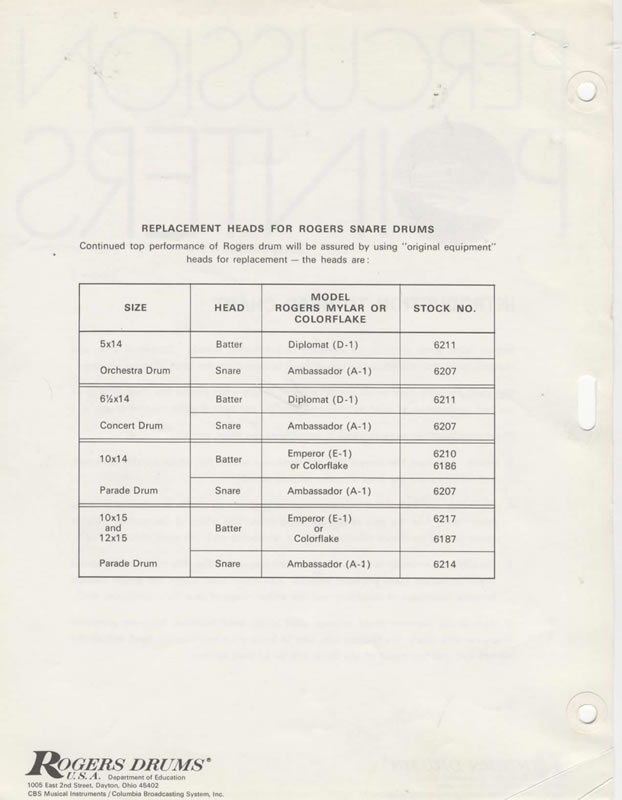 PERCUSSION
POINTERS
REPLACEMENT HEADS FOR ROGERS SNARE DRUMS
Continued top performance of Rogers drum will be assured by using "original equipment"
heads for replacement — the heads are:
SIZE HEAD MODEL ROGERS MYLAR OR COLORFLAKE STOCK NO.
5x14 Batter Diplomat (D-1) 6211
Orchestra Drum Snare Ambassador (A-1) 6207
6½x14 Batter Diplomat (D-1) 6211
Concert Drum Snare Ambassador (A-1) 6207
10x14 Batter Emperor (E-1) 6210
or Colorflake 6186
Parade Drum Snare Ambassador (A-1) 6207
10x15 Emperor (E-1) 6217
and Batter or
12x15 Colorflake 6187
Parade Drum Snare Ambassador (A-1) 6214
ROGERS DRUMS®
U.S.A. Department of Education
1005 East 2nd Street, Dayton, Ohio 45402
CBS Musical Instruments / Columbia Broadcasting System, Inc.